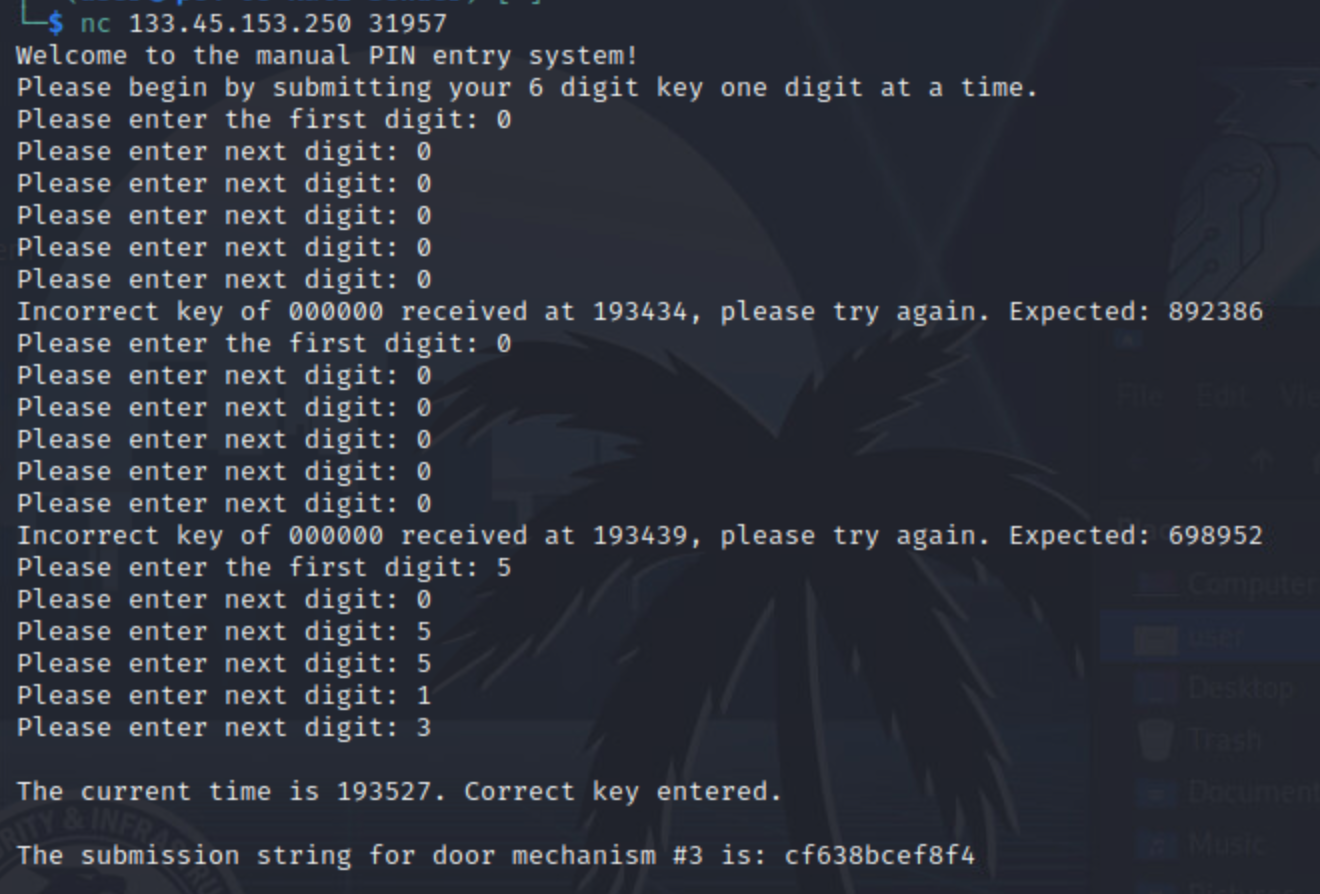 └─$ nc 133.45.153.250 31957
Welcome to the manual PIN entry system!
Please begin by submitting your 6 digit key one digit at a time.
Please enter the first digit: 0
Please enter next digit: 0
Please enter next digit: 0
Please enter next digit: 0
Please enter next digit: 0
Please enter next digit: 0
Incorrect key of 000000 received at 193434, please try again. Expected: 892386
Please enter the first digit: 0
Please enter next digit: 0
Please enter next digit: 0
Please enter next digit: 0
Please enter next digit: 0
Please enter next digit: 0
Incorrect key of 000000 received at 193439, please try again. Expected: 698952
Please enter the first digit: 5
Please enter next digit: 0
Please enter next digit: 5
Please enter next digit: 5
Please enter next digit: 1
Please enter next digit: 3
The current time is 193527. Correct key entered.
The submission string for door mechanism #3 is: cf638bcef8f4
File Edit
Computer
user
Desktop
Trash
Music